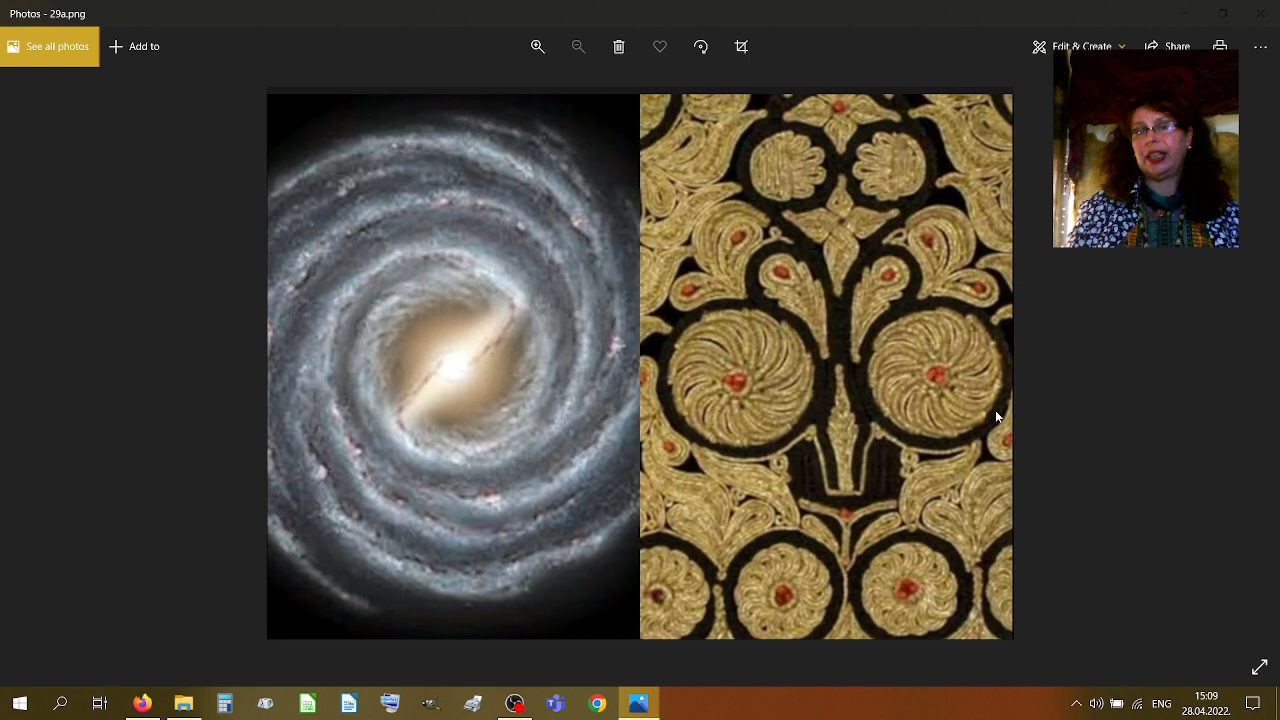 Photos - 29a.png
See all photos
Add to
Edit & Create
Share
ENG
15:09
28.04.2022.